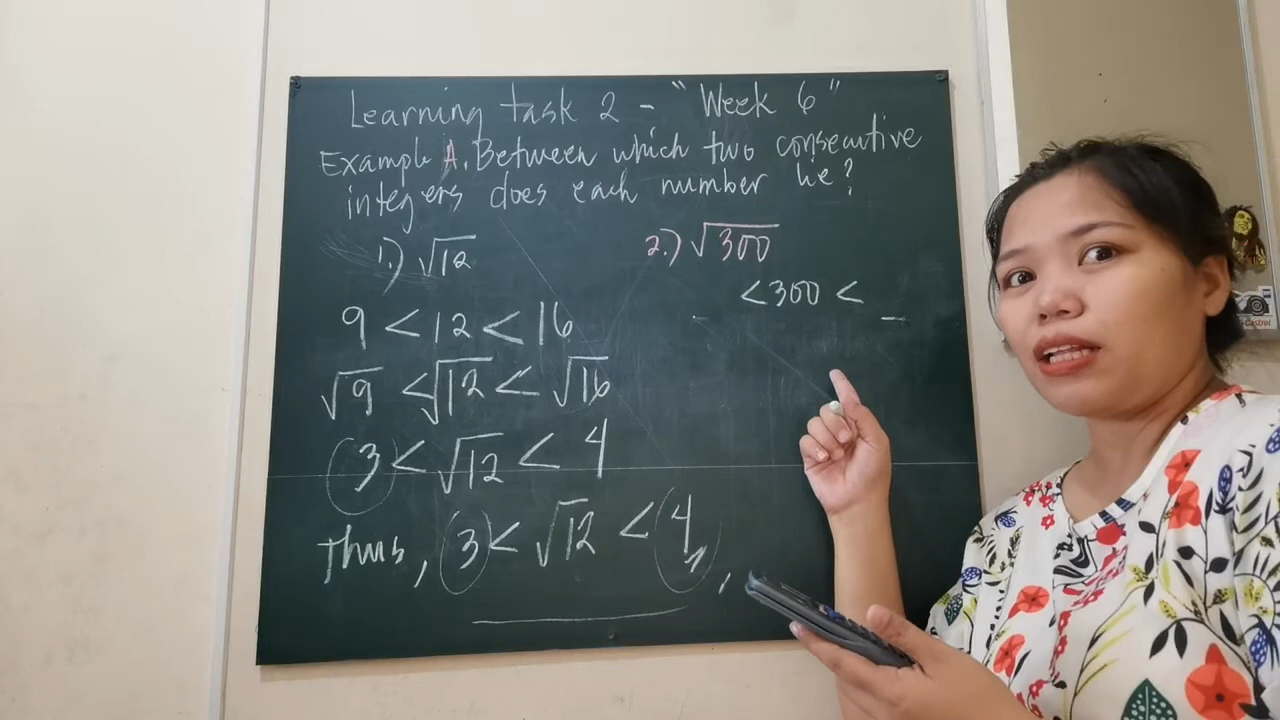 Learning task 2 - "Week 6"
Example A. Between which two consecutive
integers does each number lie?
1.) √12
9 < 12 < 16
√9 < √12 < √16
3 < √12 < 4
Thus, 3 < √12 < 4,
2.) √300
< 300 < _
Castrol